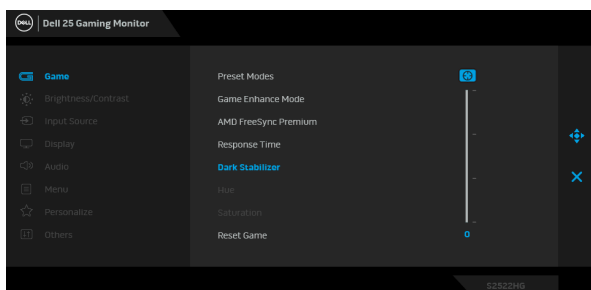 DELL
Dell 25 Gaming Monitor
Game
Brightness/Contrast
Input Source
Display
Audio
Menu
Personalize
Others
Preset Modes
Game Enhance Mode
AMD FreeSync Premium
Response Time
Dark Stabilizer
Hue
Saturation
Reset Game
0
S2522HG